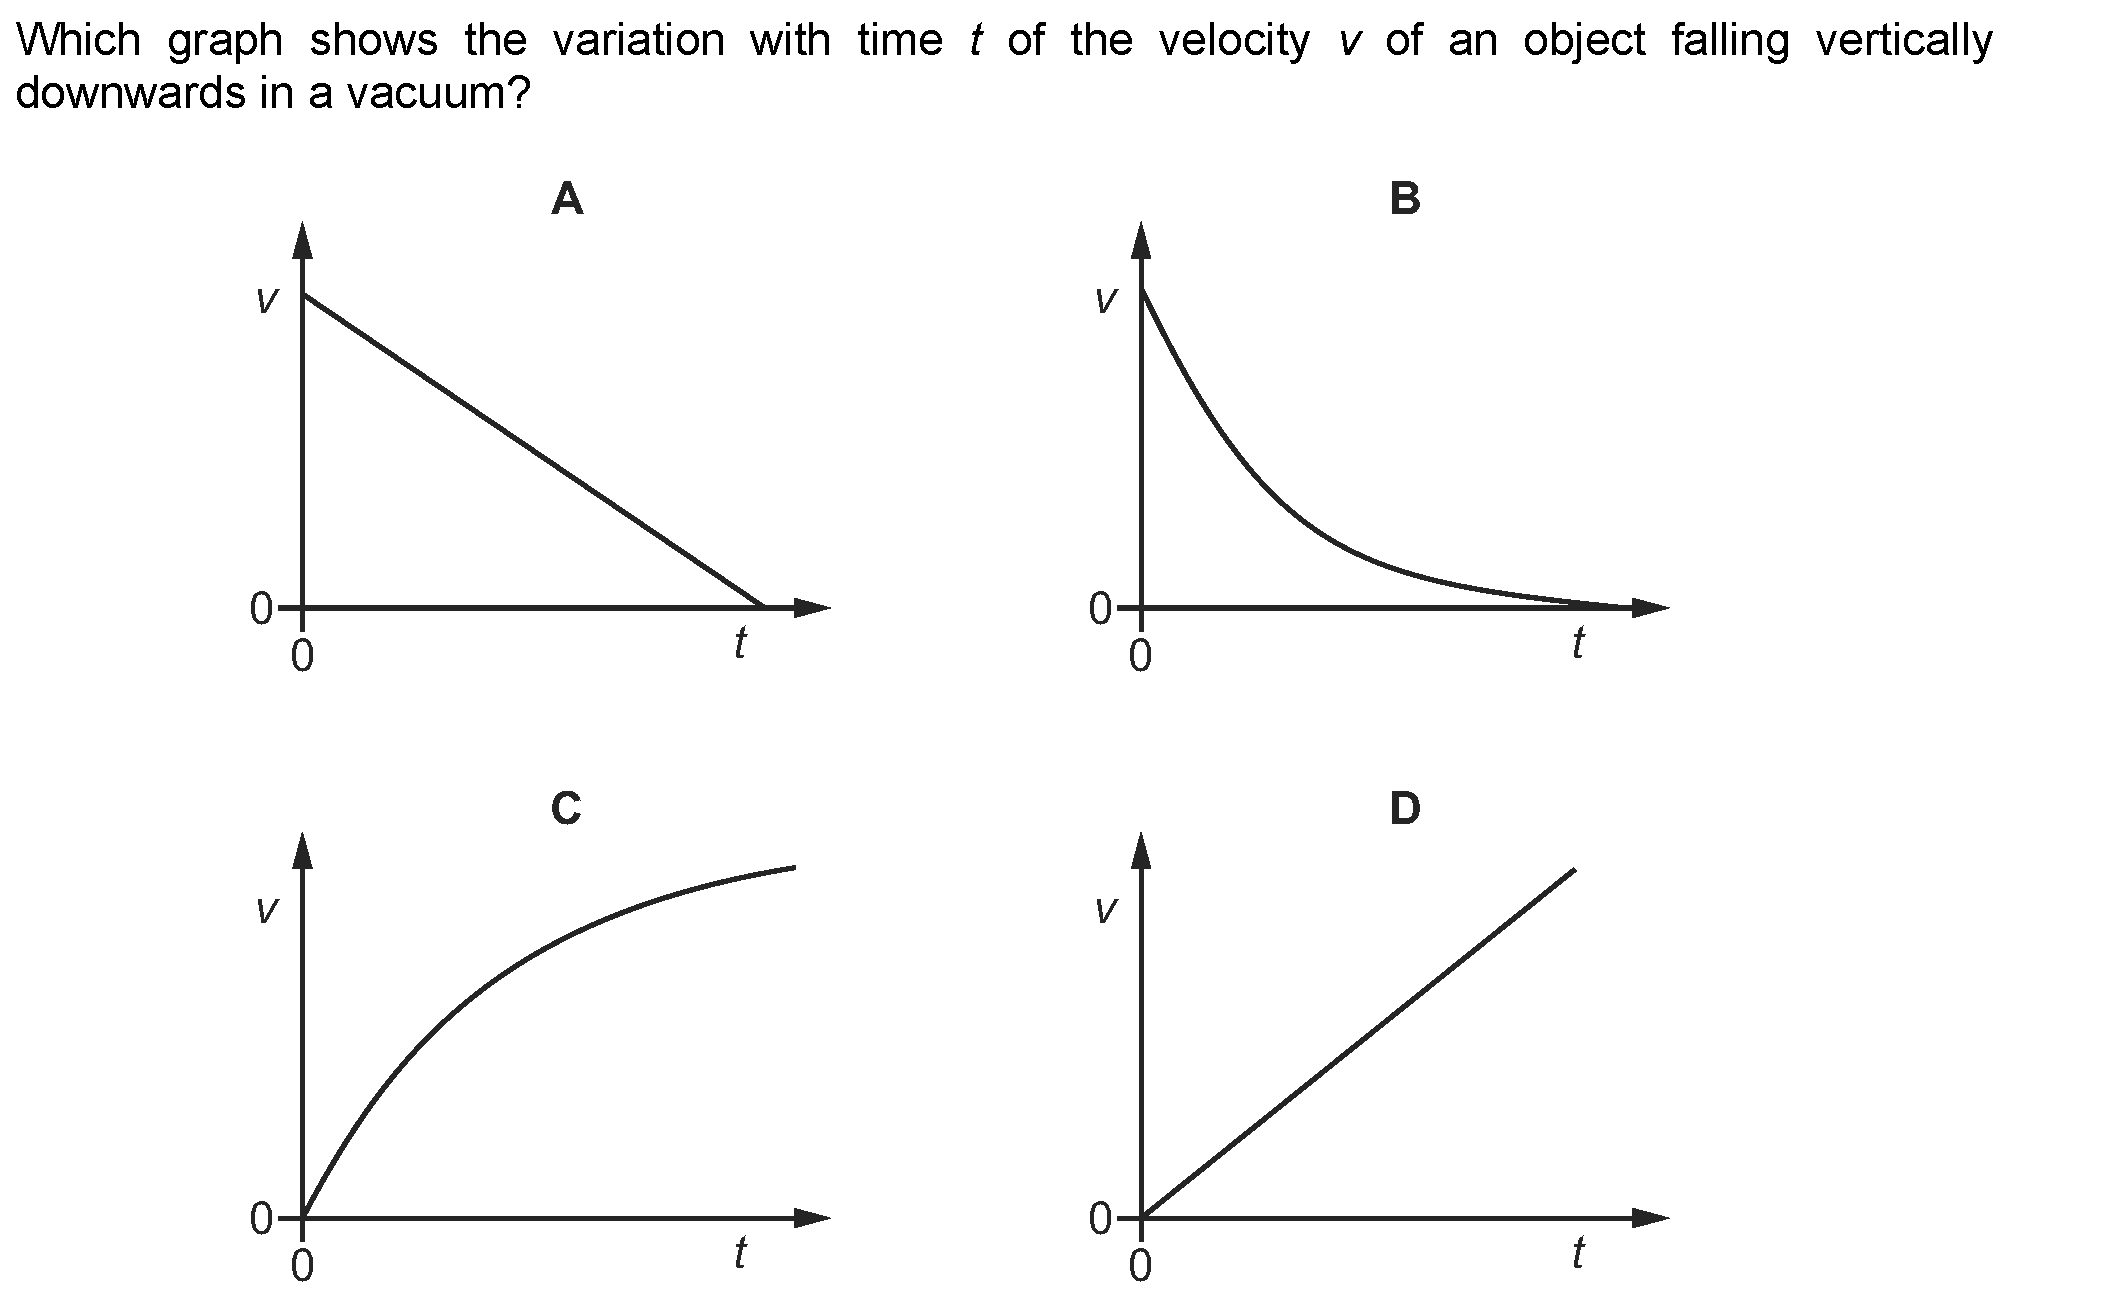 Which graph shows the variation with time t of the velocity v of an object falling vertically
downwards in a vacuum?
A
B
v
v
0
0
t
t
0
0
C
D
v
v
0
0
t
t
0
0